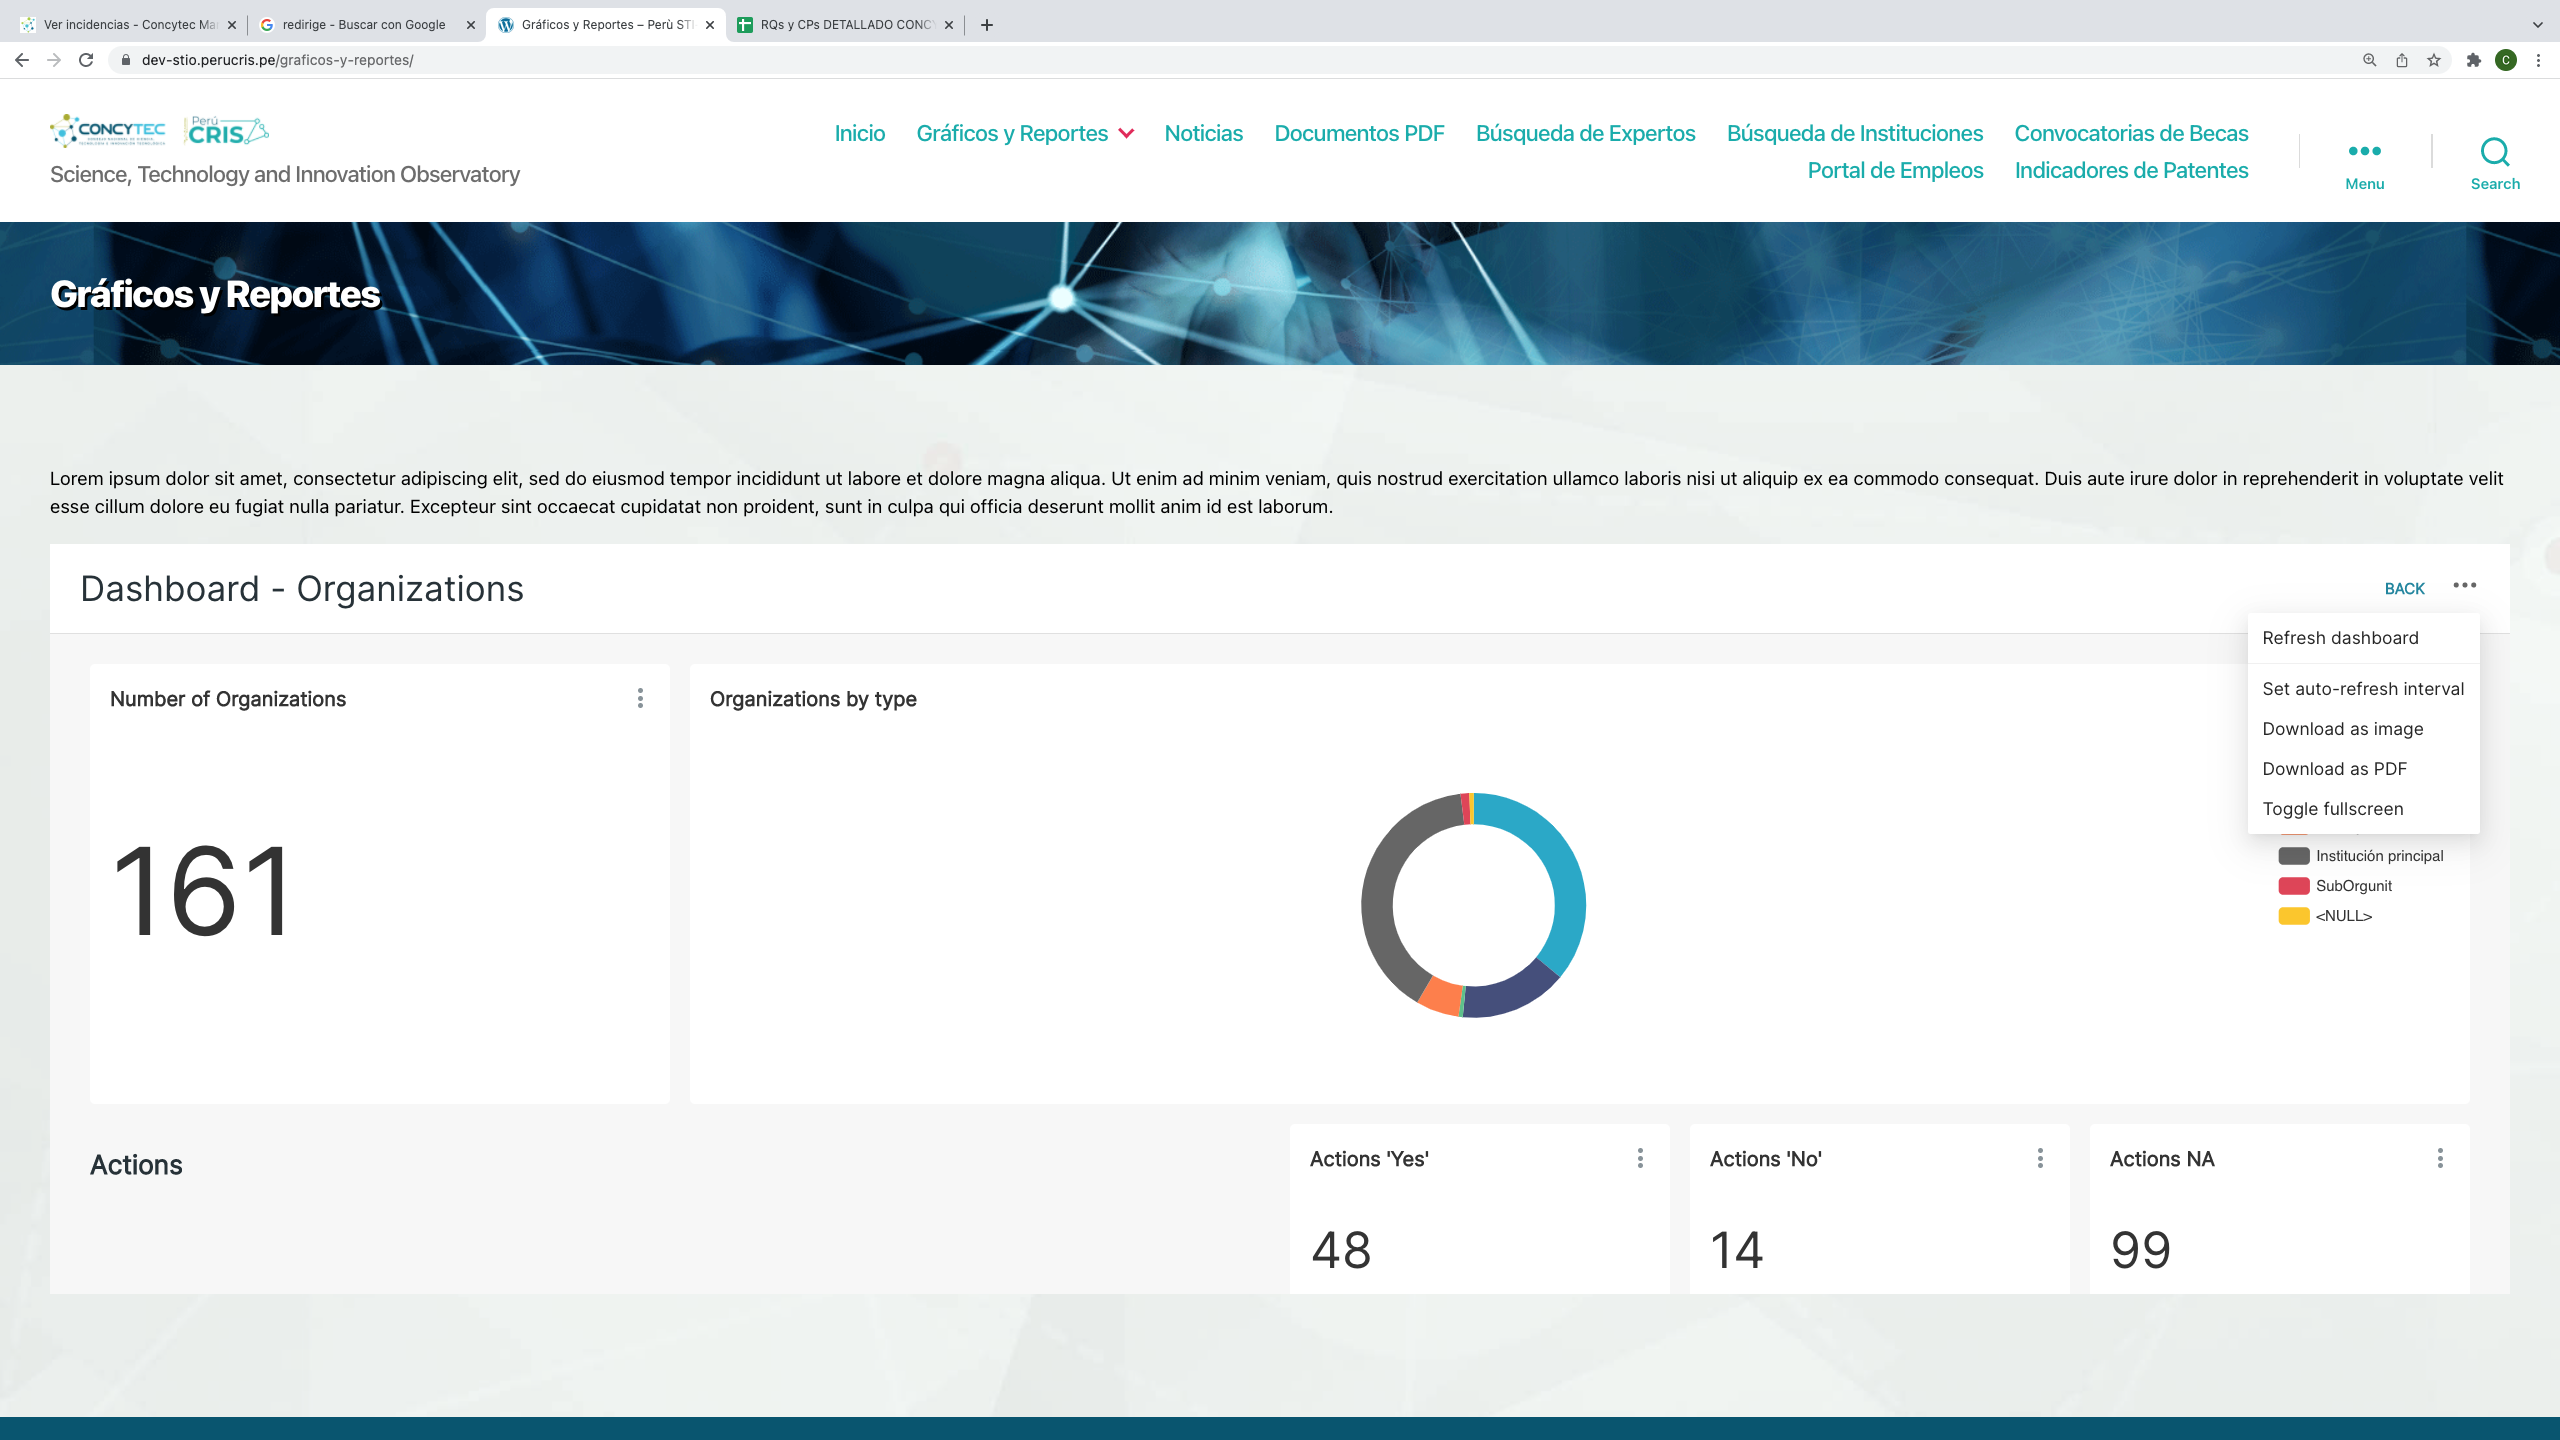 Ver incidencias - Concytec Ma
redirige - Buscar con Google
Gráficos y Reportes – Perù STI
RQs y CPs DETALLADO CONCY
dev-stio.perucris.pe/graficos-y-reportes/
C
CONCYTEC
Perú
CRIS
Science, Technology and Innovation Observatory
Inicio
Gráficos y Reportes
Noticias
Documentos PDF
Búsqueda de Expertos
Búsqueda de Instituciones
Convocatorias de Becas
Portal de Empleos
Indicadores de Patentes
Menu
Search
Gráficos y Reportes
Lorem ipsum dolor sit amet, consectetur adipiscing elit, sed do eiusmod tempor incididunt ut labore et dolore magna aliqua. Ut enim ad minim veniam, quis nostrud exercitation ullamco laboris nisi ut aliquip ex ea commodo consequat. Duis aute irure dolor in reprehenderit in voluptate velit
esse cillum dolore eu fugiat nulla pariatur. Excepteur sint occaecat cupidatat non proident, sunt in culpa qui officia deserunt mollit anim id est laborum.
Dashboard - Organizations
BACK
Refresh dashboard
Set auto-refresh interval
Download as image
Download as PDF
Toggle fullscreen
Number of Organizations
161
Organizations by type
Institución principal
SubOrgunit
<NULL>
Actions
Actions 'Yes'
48
Actions 'No'
14
Actions NA
99